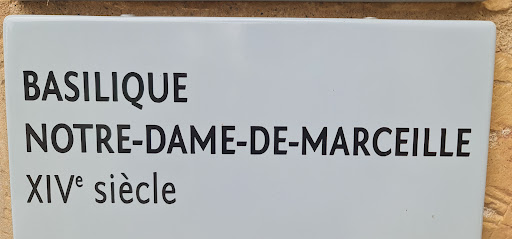 BASILIQUE
NOTRE-DAME-DE-MARCEILLE
XIVe siècle